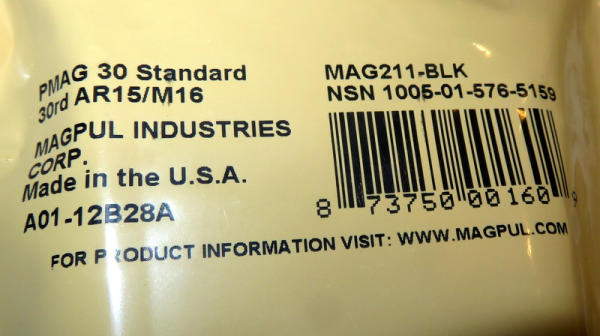 PMAG 30 Standard
30rd AR15/M16
MAGPUL INDUSTRIES
CORP.
Made in the U.S.A.
A01-12B28A
MAG211-BLK
NSN 1005-01-576-5159
8 73750 00160 9
FOR PRODUCT INFORMATION VISIT: WWW.MAGPUL.COM